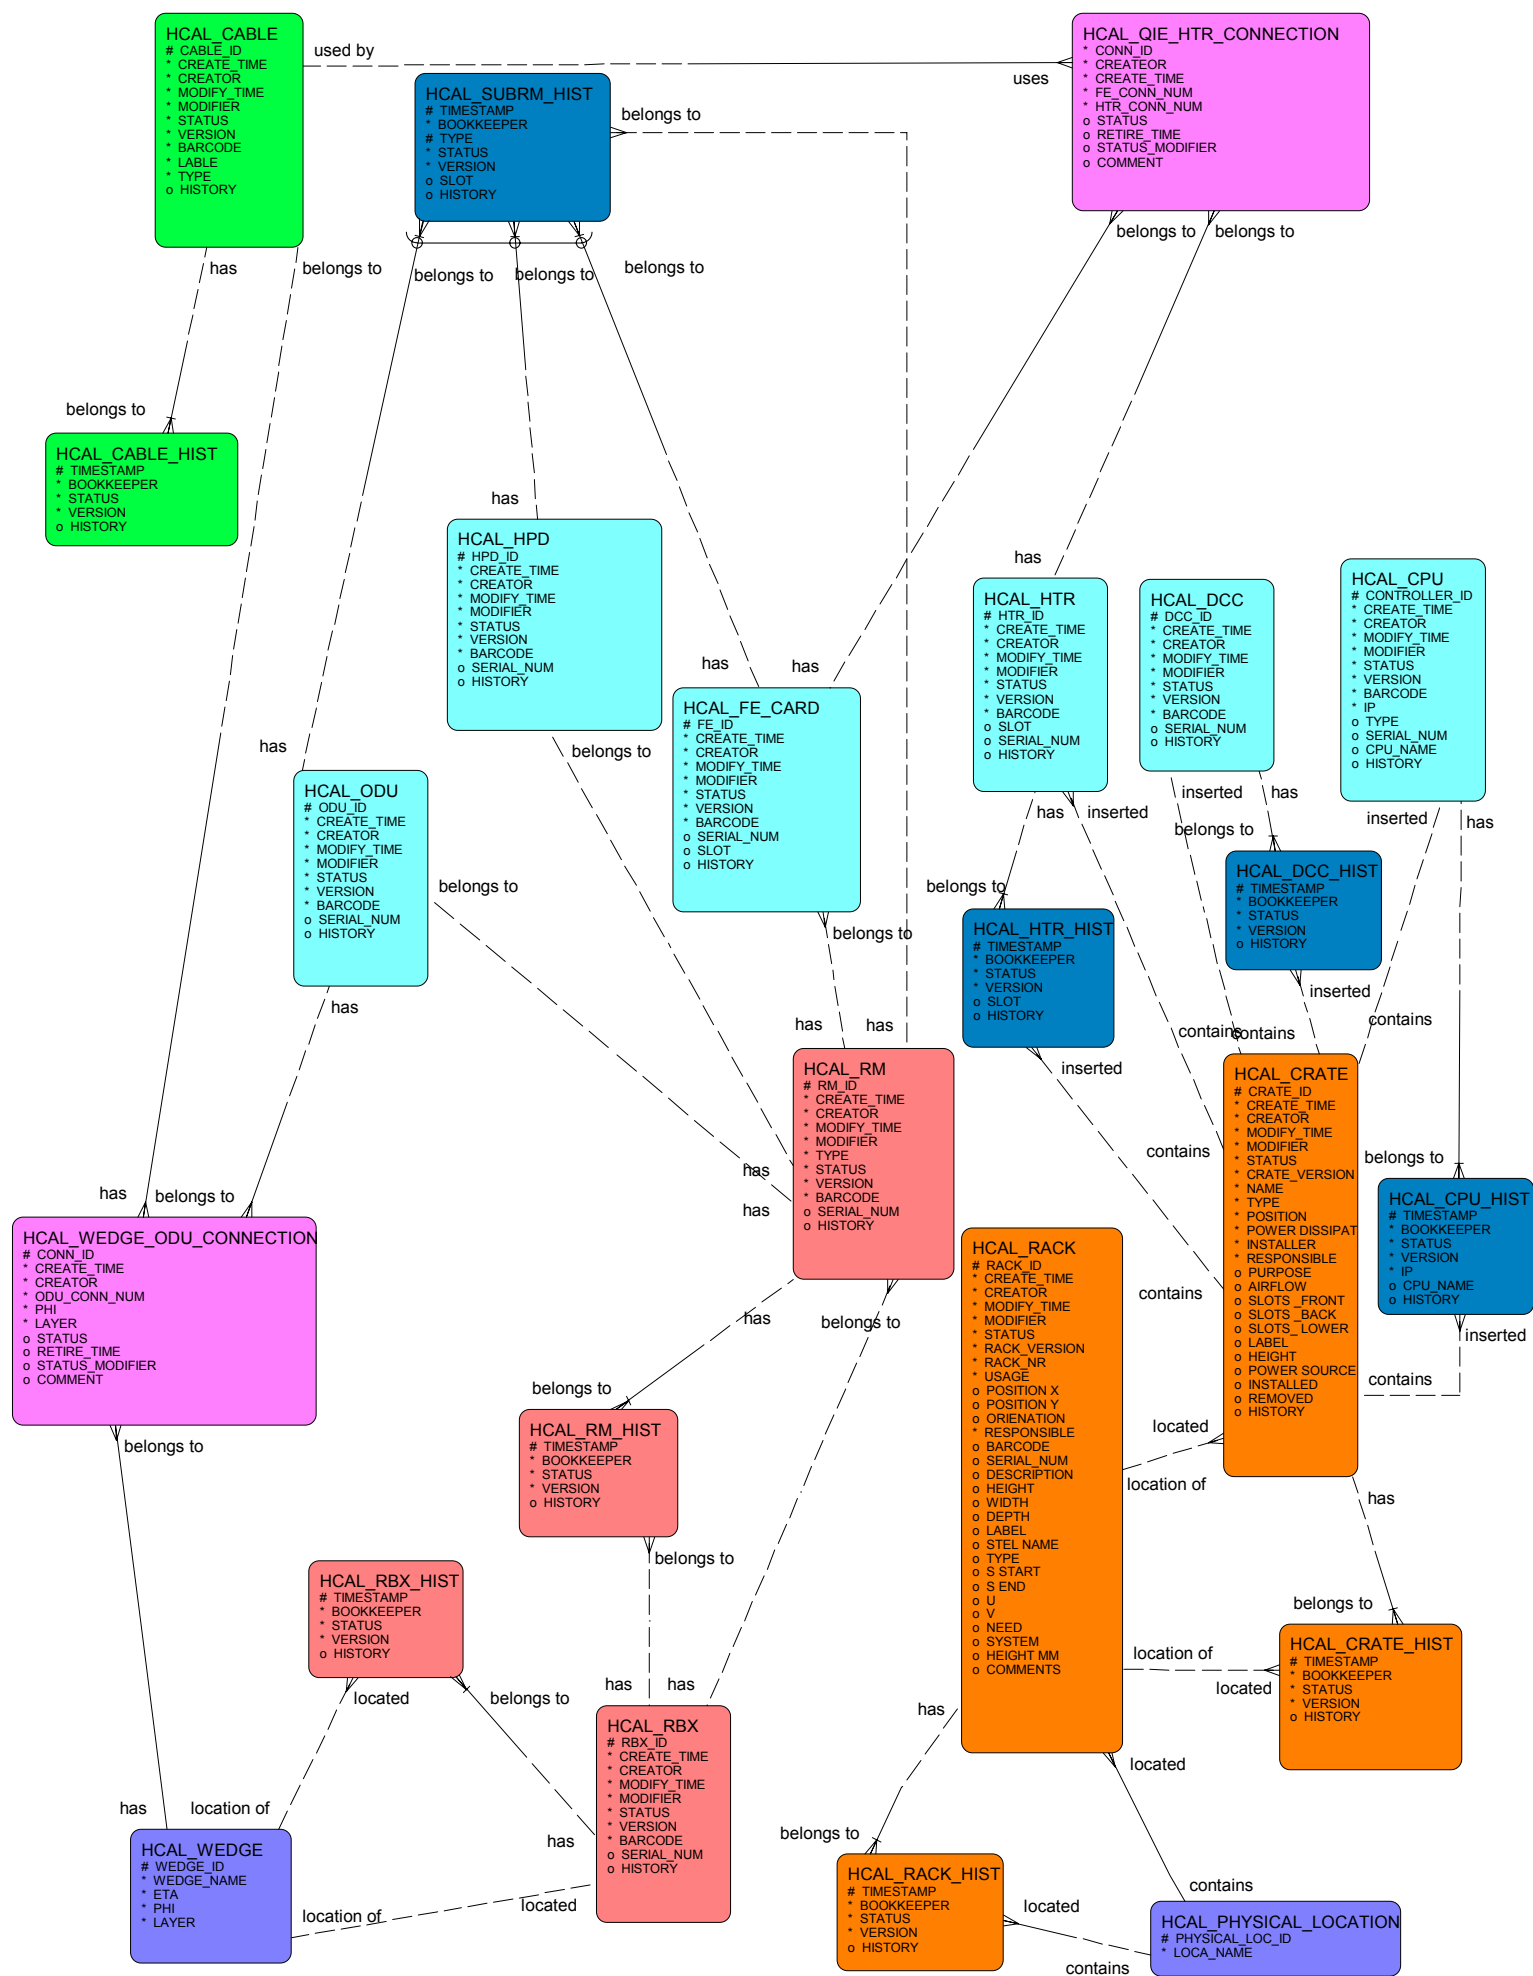 HCAL_CABLE
# CABLE_ID
* CREATE_TIME
* CREATOR
* MODIFY_TIME
* MODIFIER
* STATUS
* VERSION
* BARCODE
* LABLE
* TYPE
o HISTORY
used by
uses
HCAL_QIE_HTR_CONNECTION
* CONN_ID
* CREATEOR
* CREATE_TIME
* FE_CONN_NUM
* HTR_CONN_NUM
o STATUS
o RETIRE_TIME
o STATUS_MODIFIER
o COMMENT
HCAL_SUBRM_HIST
# TIMESTAMP
* BOOKKEEPER
# TYPE
* STATUS
* VERSION
o SLOT
o HISTORY
belongs to
has
belongs to
belongs to
belongs to
belongs to
belongs to
belongs to
belongs to
HCAL_CABLE_HIST
# TIMESTAMP
* BOOKKEEPER
* STATUS
* VERSION
o HISTORY
has
HCAL_HPD
# HPD_ID
* CREATE_TIME
* CREATOR
* MODIFY_TIME
* MODIFIER
* STATUS
* VERSION
* BARCODE
o SERIAL_NUM
o HISTORY
belongs to
has
has
HCAL_FE_CARD
# FE_ID
* CREATE_TIME
* CREATOR
* MODIFY_TIME
* MODIFIER
* STATUS
* VERSION
* BARCODE
o SERIAL_NUM
o SLOT
o HISTORY
belongs to
has
HCAL_HTR
# HTR_ID
* CREATE_TIME
* CREATOR
* MODIFY_TIME
* MODIFIER
* STATUS
* VERSION
* BARCODE
o SLOT
o SERIAL_NUM
o HISTORY
has
inserted
HCAL_DCC
# DCC_ID
* CREATE_TIME
* CREATOR
* MODIFY_TIME
* MODIFIER
* STATUS
* VERSION
* BARCODE
o SERIAL_NUM
o HISTORY
inserted
has
HCAL_CPU
# CONTROLLER_ID
* CREATE_TIME
* CREATOR
* MODIFY_TIME
* MODIFIER
* STATUS
* VERSION
* BARCODE
* IP
o TYPE
o SERIAL_NUM
o CPU_NAME
o HISTORY
inserted
has
has
HCAL_ODU
# ODU_ID
* CREATE_TIME
* CREATOR
* MODIFY_TIME
* MODIFIER
* STATUS
* VERSION
* BARCODE
o SERIAL_NUM
o HISTORY
belongs to
has
belongs to
HCAL_HTR_HIST
# TIMESTAMP
* BOOKKEEPER
* STATUS
* VERSION
o SLOT
o HISTORY
inserted
belongs to
HCAL_DCC_HIST
# TIMESTAMP
* BOOKKEEPER
* STATUS
* VERSION
o HISTORY
inserted
contains
contains
contains
has
has
HCAL_RM
# RM_ID
* CREATE_TIME
* CREATOR
* MODIFY_TIME
* MODIFIER
* TYPE
* STATUS
* VERSION
* BARCODE
o SERIAL_NUM
o HISTORY
has
has
has
belongs to
HCAL_CRATE
# CRATE_ID
* CREATE_TIME
* CREATOR
* MODIFY_TIME
* MODIFIER
* STATUS
* CRATE_VERSION
* NAME
* TYPE
* POSITION
* POWER DISSIPAT
* INSTALLER
* RESPONSIBLE
o PURPOSE
o AIRFLOW
o SLOTS _FRONT
o SLOTS _BACK
o SLOTS_ LOWER
o LABEL
o HEIGHT
o POWER SOURCE
o INSTALLED
o REMOVED
o HISTORY
contains
contains
contains
located
has
belongs to
HCAL_CPU_HIST
# TIMESTAMP
* BOOKKEEPER
* STATUS
* VERSION
* IP
o CPU_NAME
o HISTORY
inserted
has
belongs to
HCAL_WEDGE_ODU_CONNECTION
# CONN_ID
* CREATE_TIME
* CREATOR
* ODU_CONN_NUM
* PHI
* LAYER
o STATUS
o RETIRE_TIME
o STATUS_MODIFIER
o COMMENT
belongs to
HCAL_RACK
# RACK_ID
* CREATE_TIME
* CREATOR
* MODIFY_TIME
* MODIFIER
* STATUS
* RACK_VERSION
* RACK_NR
* USAGE
o POSITION X
o POSITION Y
o ORIENATION
* RESPONSIBLE
o BARCODE
o SERIAL_NUM
o DESCRIPTION
o HEIGHT
o WIDTH
o DEPTH
o LABEL
o STEL NAME
o TYPE
o S START
o S END
o U
o V
o NEED
o SYSTEM
o HEIGHT MM
o COMMENTS
location of
location of
has
located
belongs to
HCAL_RM_HIST
# TIMESTAMP
* BOOKKEEPER
* STATUS
* VERSION
o HISTORY
belongs to
HCAL_RBX_HIST
# TIMESTAMP
* BOOKKEEPER
* STATUS
* VERSION
o HISTORY
located
belongs to
belongs to
located
HCAL_CRATE_HIST
# TIMESTAMP
* BOOKKEEPER
* STATUS
* VERSION
o HISTORY
has
has
HCAL_RBX
# RBX_ID
* CREATE_TIME
* CREATOR
* MODIFY_TIME
* MODIFIER
* STATUS
* VERSION
* BARCODE
o SERIAL_NUM
o HISTORY
has
located
has
location of
HCAL_WEDGE
# WEDGE_ID
* WEDGE_NAME
* ETA
* PHI
* LAYER
location of
belongs to
HCAL_RACK_HIST
# TIMESTAMP
* BOOKKEEPER
* STATUS
* VERSION
o HISTORY
located
contains
contains
HCAL_PHYSICAL_LOCATION
# PHYSICAL_LOC_ID
* LOCA_NAME